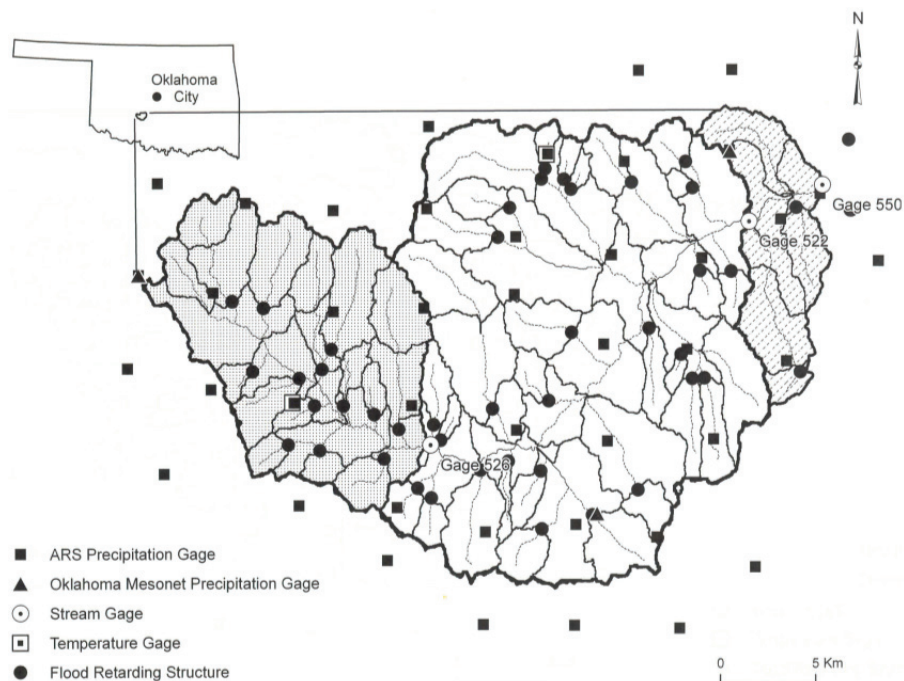 N
Oklahoma
City
Gage 550
Gage 522
Gage 526
ARS Precipitation Gage
Oklahoma Mesonet Precipitation Gage
Stream Gage
Temperature Gage
Flood Retarding Structure
0 5 Km